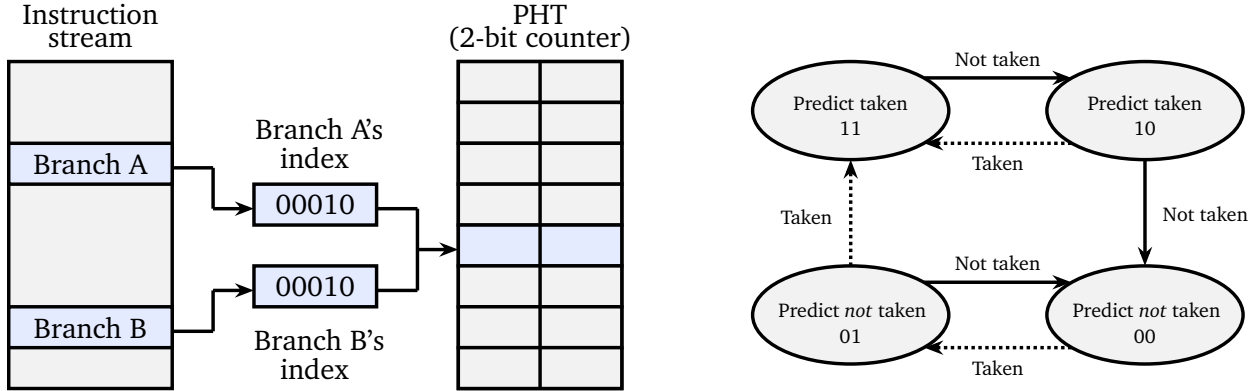 Instruction
stream
Branch A
Branch B
Branch A's
index
00010
00010
Branch B's
index
PHT
(2-bit counter)
Not taken
Predict taken
11
Predict taken
10
Taken
Taken
Not taken
Not taken
Predict not taken
01
Predict not taken
00
Taken